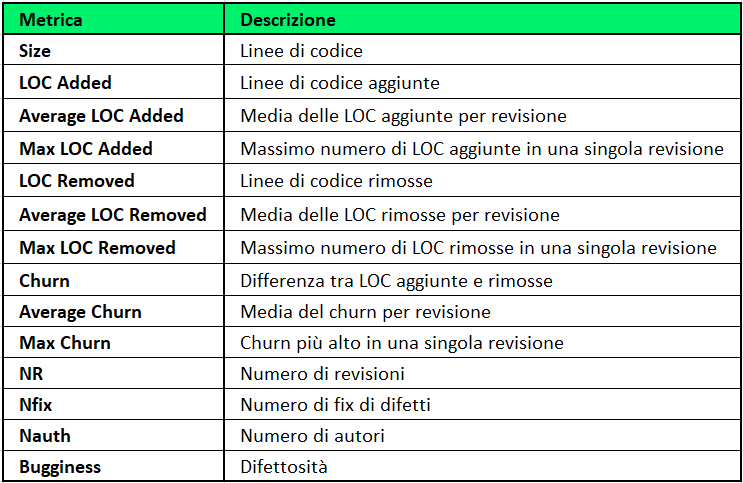 Metrica Descrizione
Size Linee di codice
LOC Added Linee di codice aggiunte
Average LOC Added Media delle LOC aggiunte per revisione
Max LOC Added Massimo numero di LOC aggiunte in una singola revisione
LOC Removed Linee di codice rimosse
Average LOC Removed Media delle LOC rimosse per revisione
Max LOC Removed Massimo numero di LOC rimosse in una singola revisione
Churn Differenza tra LOC aggiunte e rimosse
Average Churn Media del churn per revisione
Max Churn Churn più alto in una singola revisione
NR Numero di revisioni
Nfix Numero di fix di difetti
Nauth Numero di autori
Bugginess Difettosità